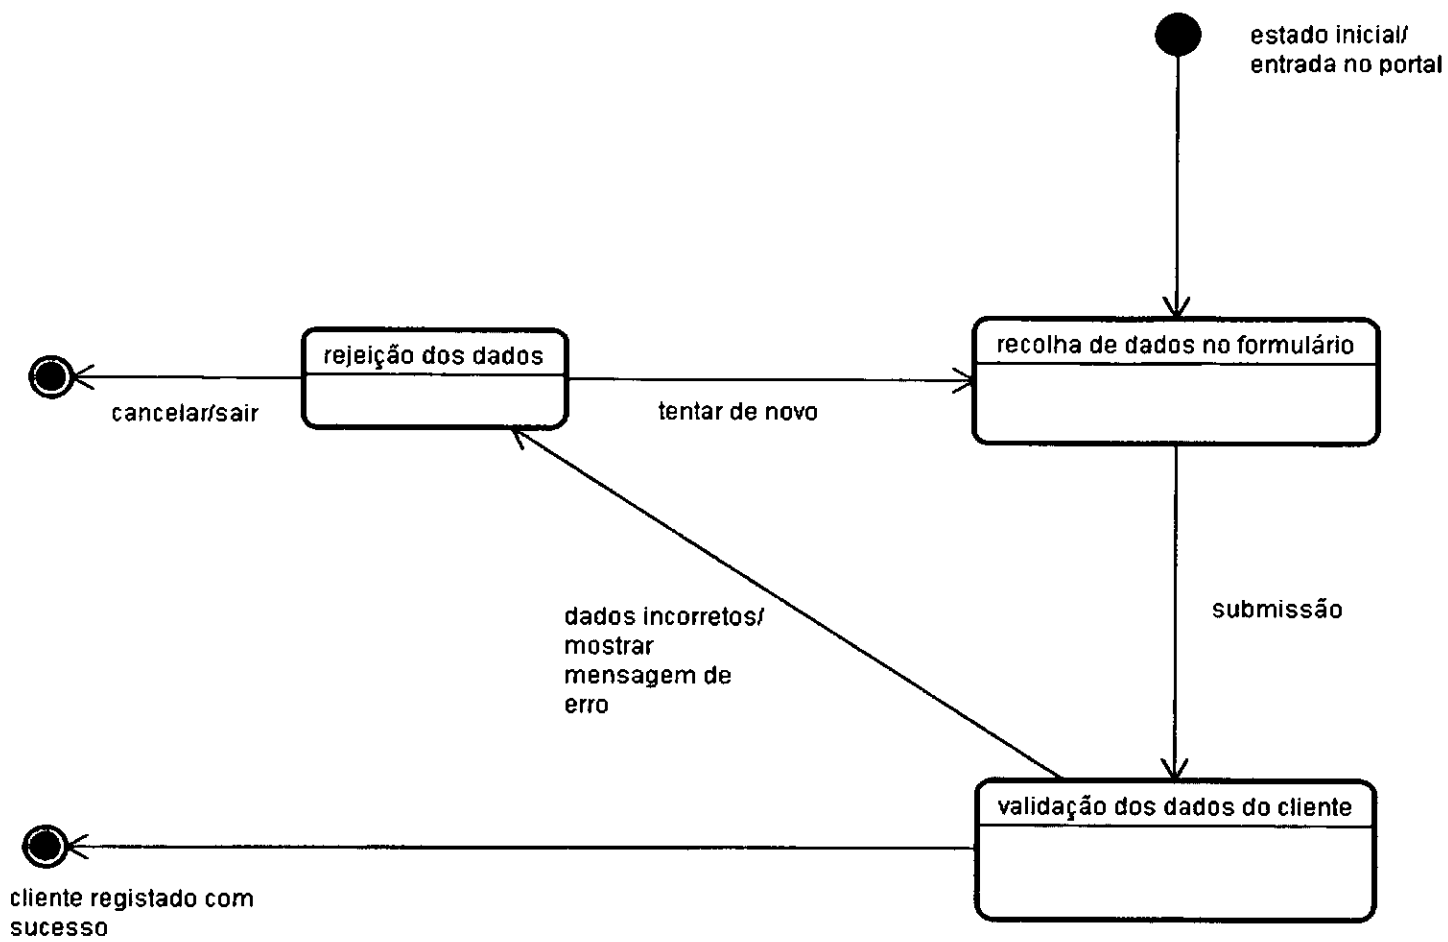 estado inicial/
entrada no portal
rejeição dos dados
recolha de dados no formulário
cancelar/sair
tentar de novo
dados incorretos/
mostrar
mensagem de
erro
submissão
validação dos dados do cliente
cliente registado com
sucesso